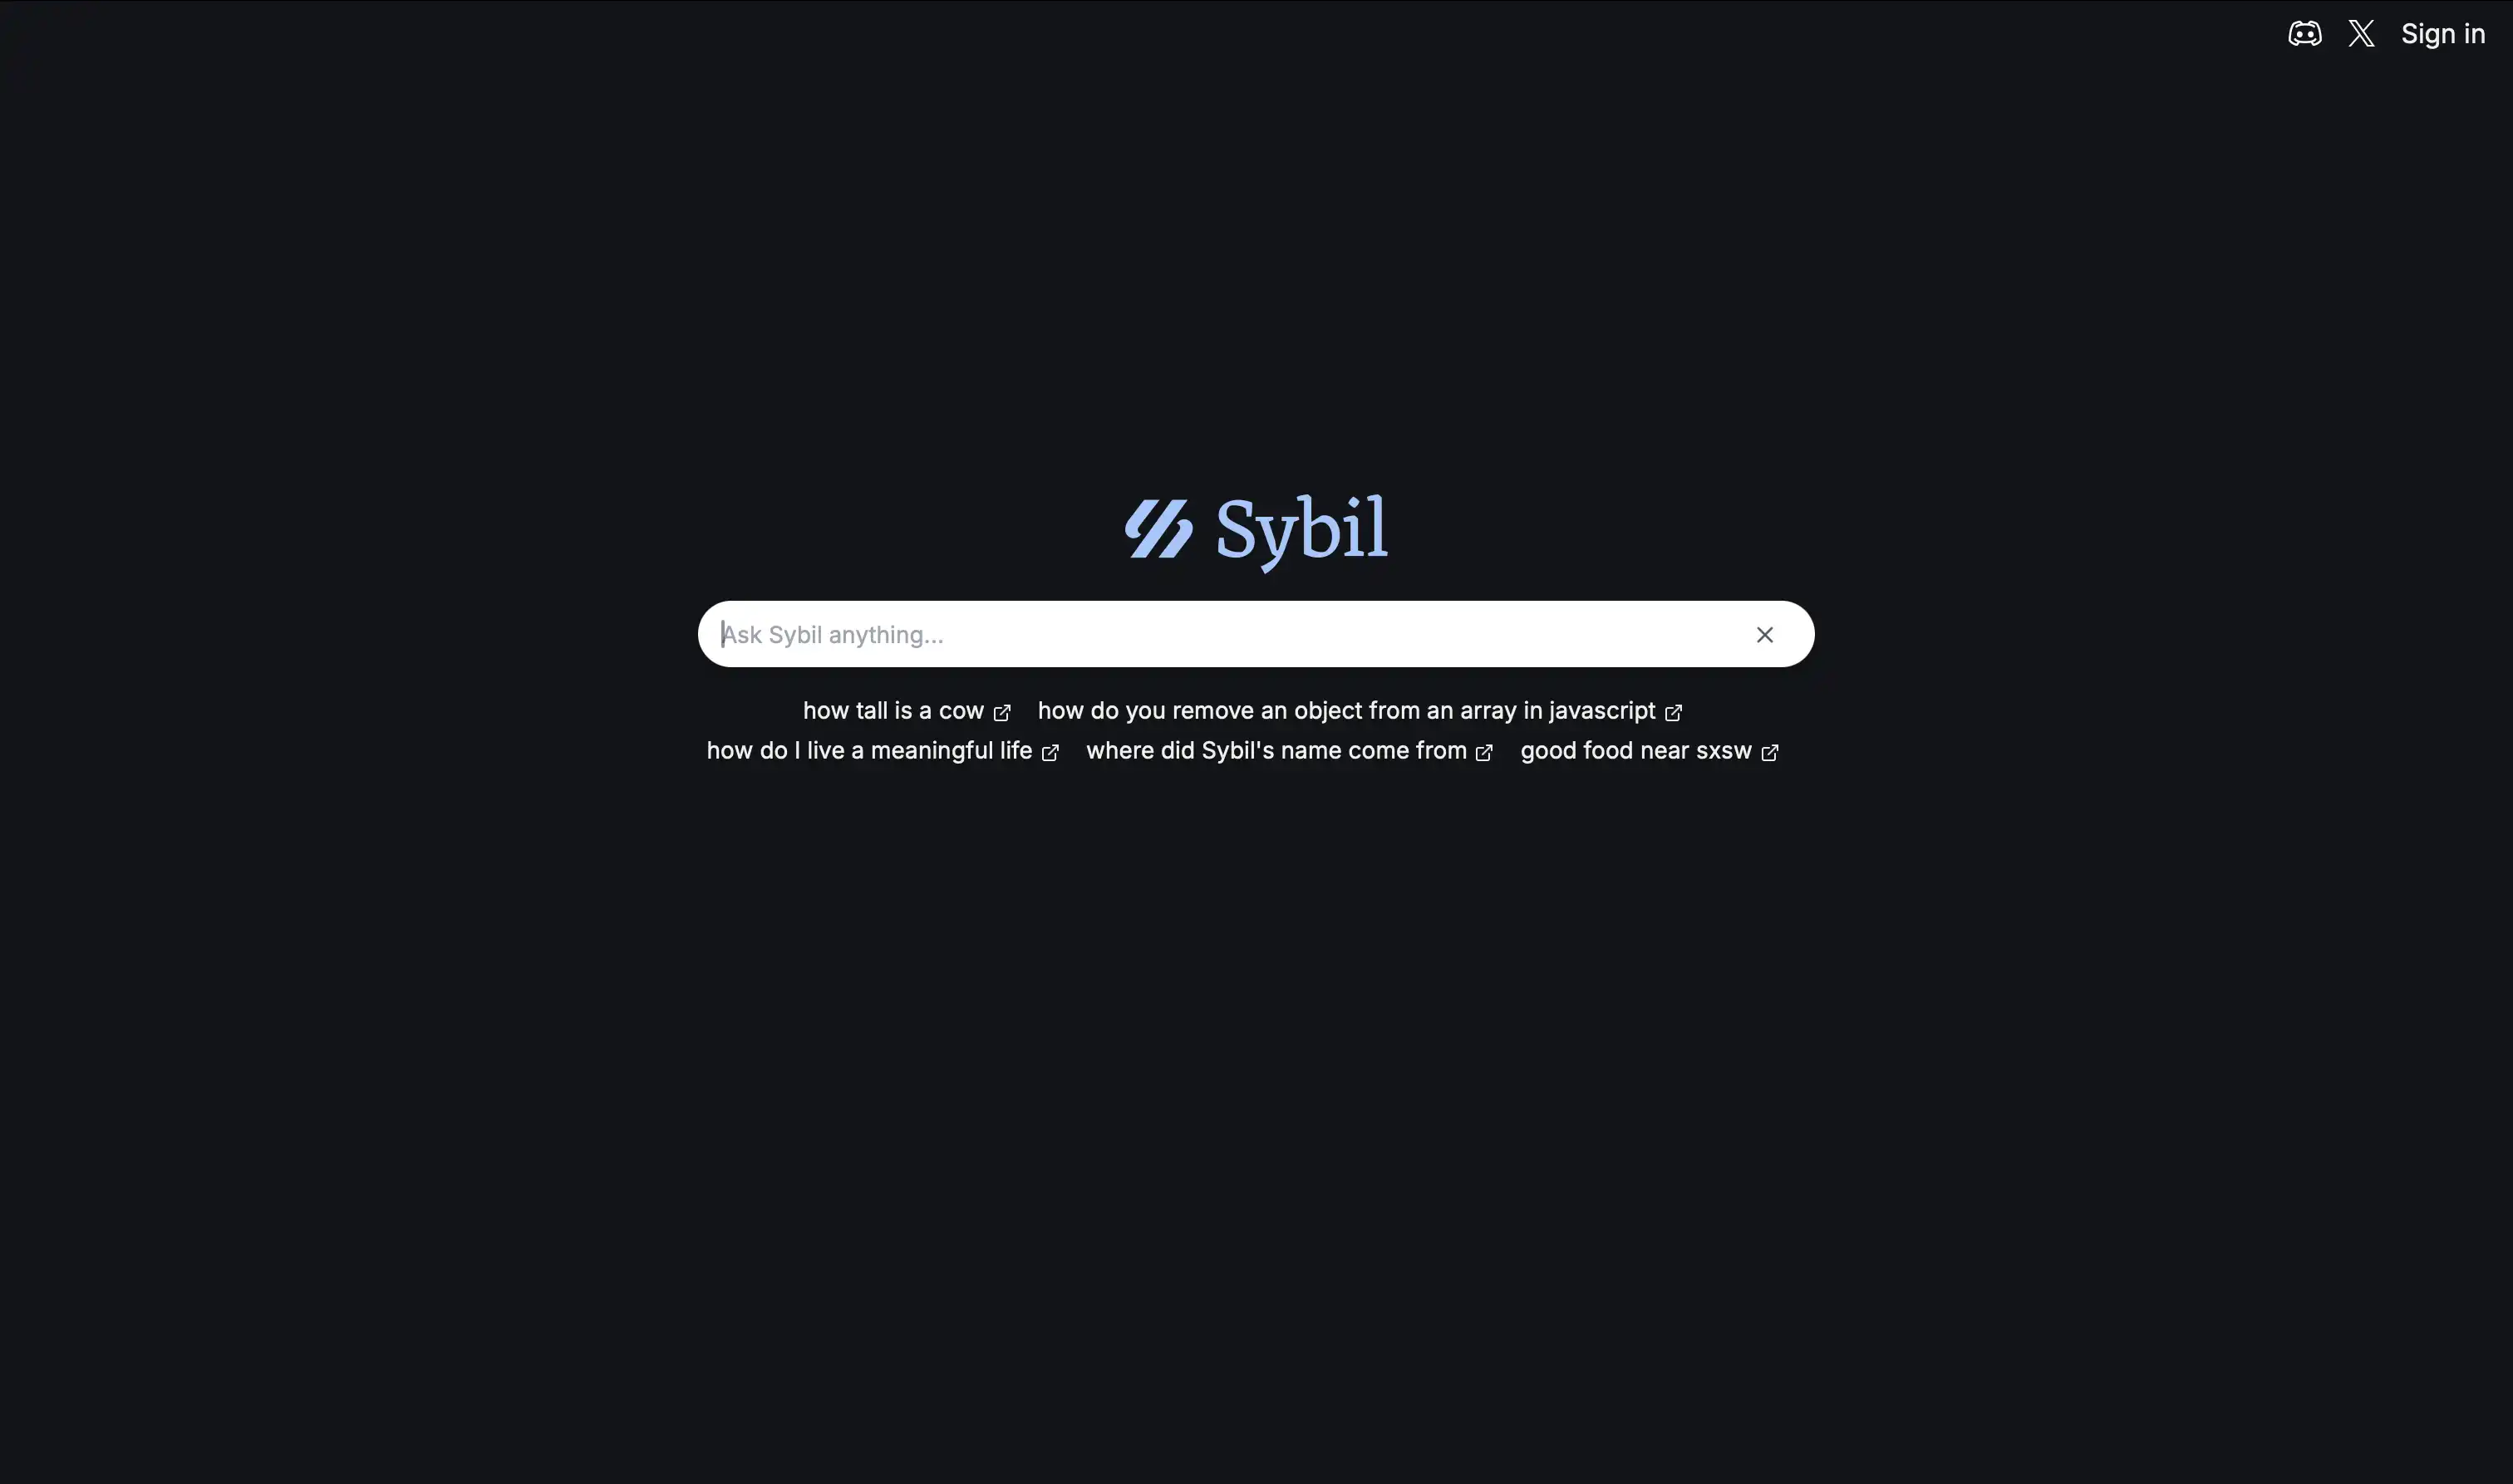 Sign in
Sybil
Ask Sybil anything...
how tall is a cow how do you remove an object from an array in javascript
how do I live a meaningful life where did Sybil's name come from good food near sxsw